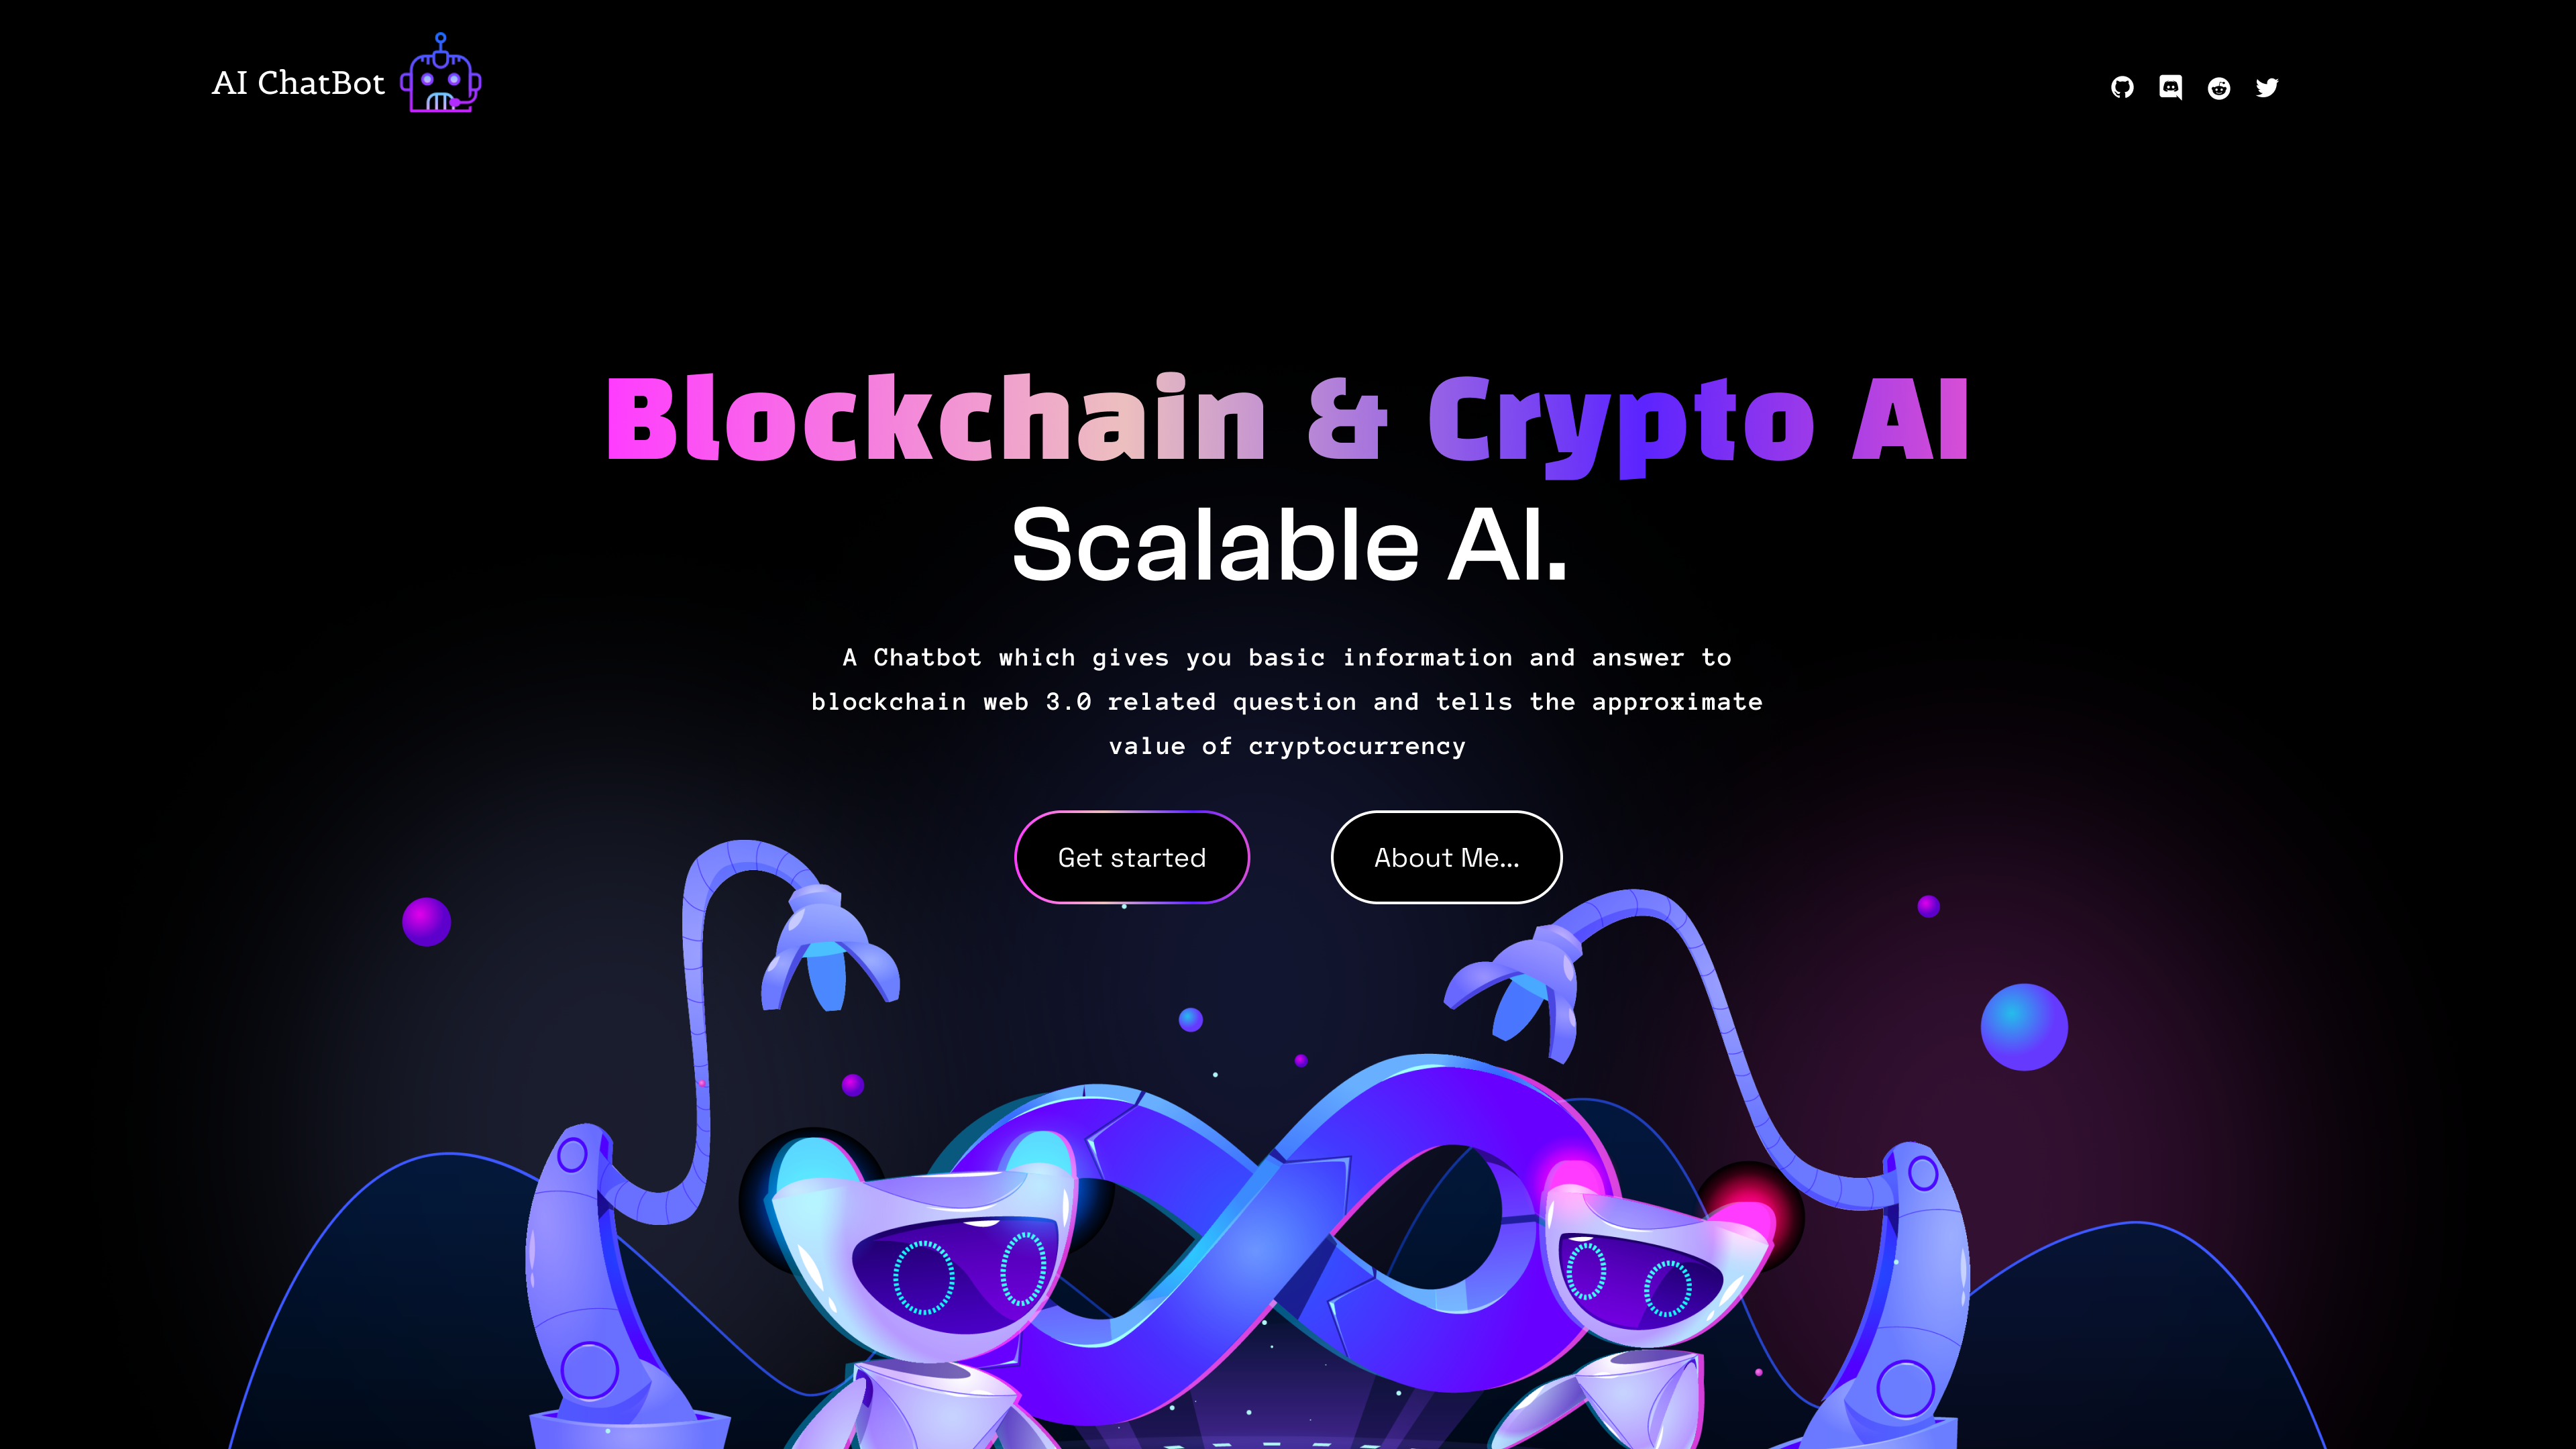 AI ChatBot
Blockchain & Crypto AI
Scalable AI.
A Chatbot which gives you basic information and answer to
blockchain web 3.0 related question and tells the approximate
value of cryptocurrency
Get started
About Me...